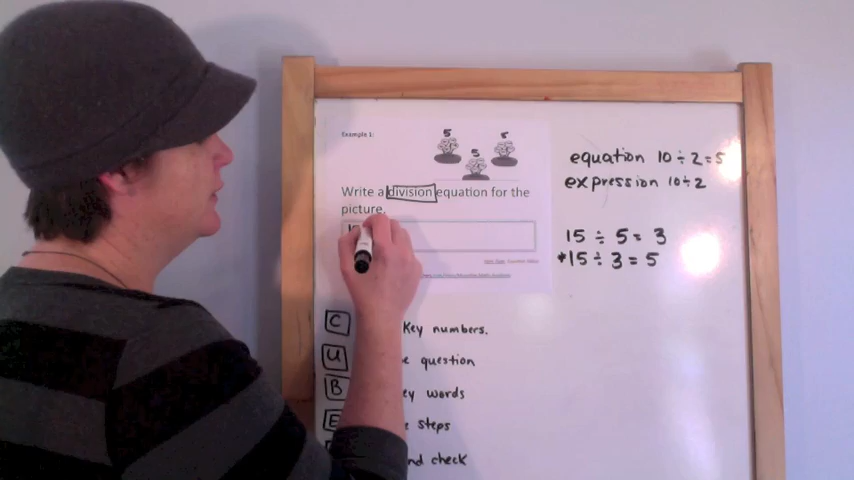 Example 1:
5 5
5
Write a division equation for the
picture.
equation 10 ÷ 2 = 5
expression 10 ÷ 2
15 ÷ 5 = 3
*15 ÷ 3 = 5
C key numbers.
U question
B words
E steps
and check